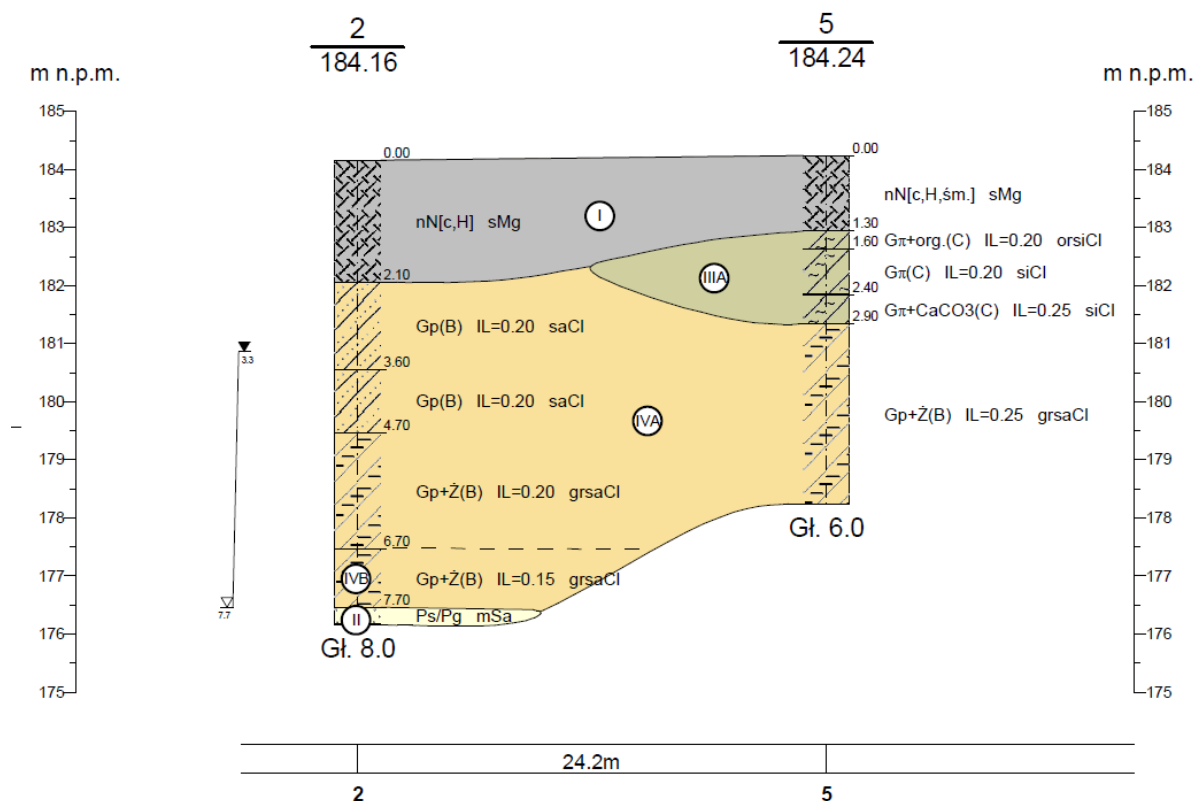 2
184.16
5
184.24
m n.p.m.
m n.p.m.
185
184
183
182
181
180
179
178
177
176
175
185
184
183
182
181
180
179
178
177
176
175
0.00
2.10
3.60
4.70
6.70
7.70
0.00
1.30
1.60
2.40
2.90
nN[c,H] sMg
I
nN[c,H,śm.] sMg
Gπ+org.(C) IL=0.20 orsiCl
IIIA
Gπ(C) IL=0.20 siCl
Gπ+CaCO3(C) IL=0.25 siCl
Gp(B) IL=0.20 saCl
3.3
Gp(B) IL=0.20 saCl
IVA
Gp+Ż(B) IL=0.25 grsaCl
Gp+Ż(B) IL=0.20 grsaCl
Gł. 6.0
IVB
Gp+Ż(B) IL=0.15 grsaCl
7.7
II
Ps/Pg mSa
Gł. 8.0
24.2m
2
5